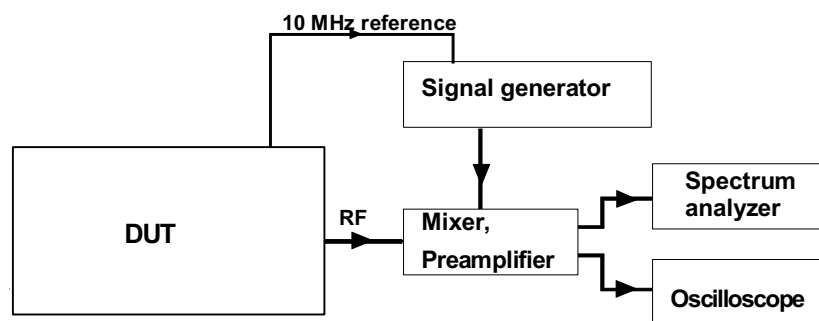 10 MHz reference
Signal generator
DUT
RF
Mixer,
Preamplifier
Spectrum
analyzer
Oscilloscope